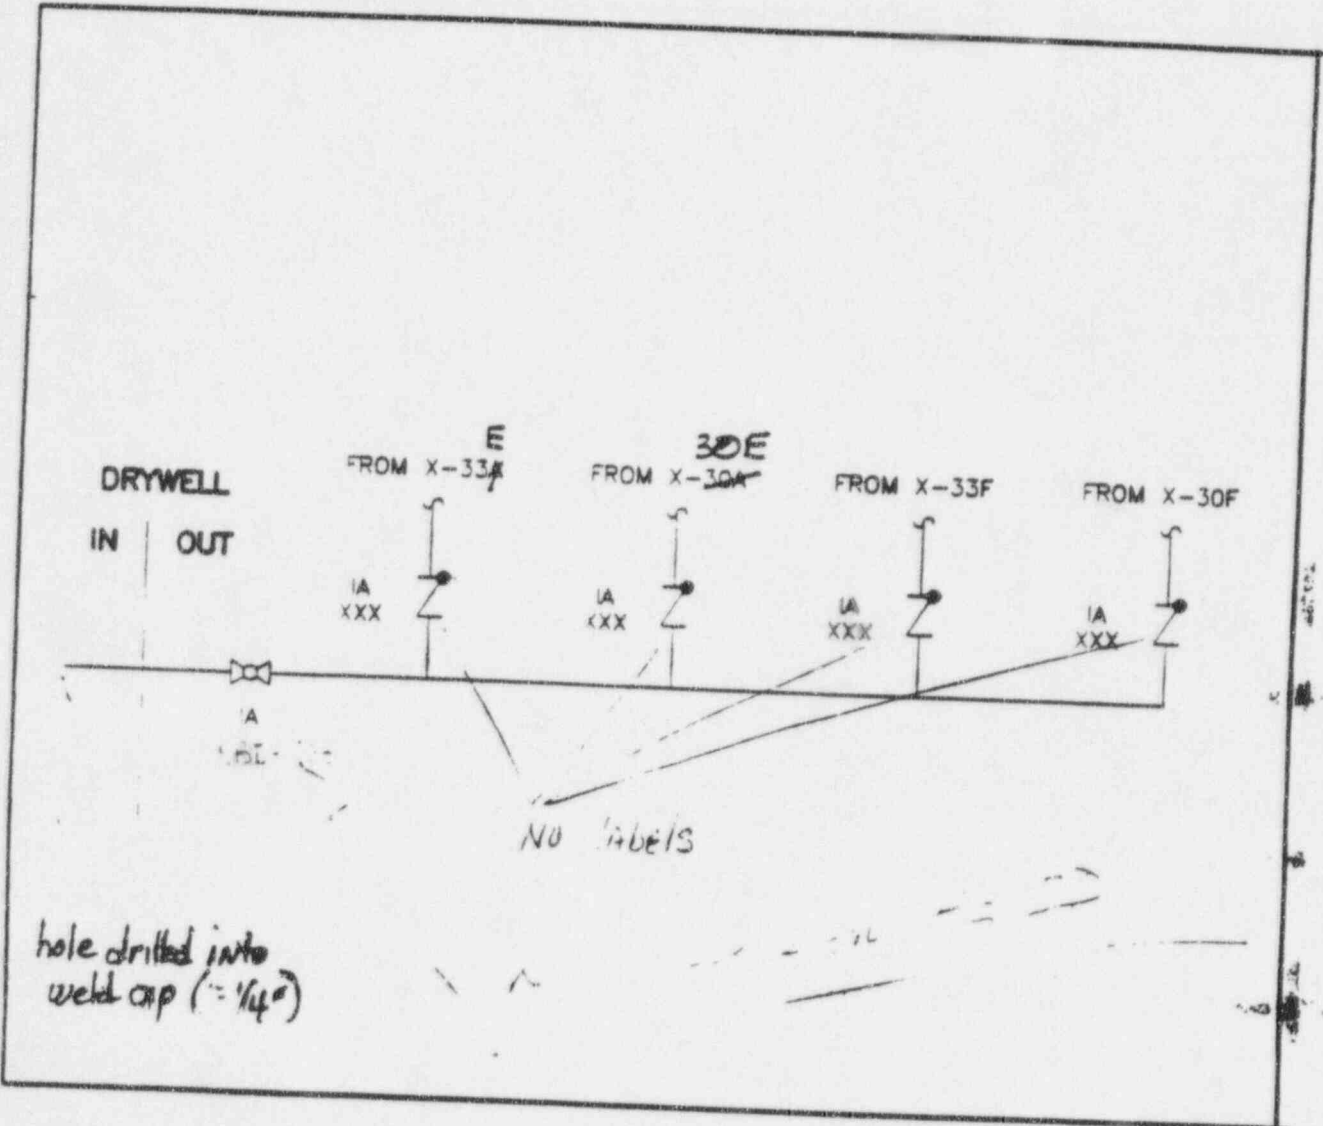 E
30E
DRYWELL
IN OUT
FROM X-33A
FROM X-30A
FROM X-33F
FROM X-30F
IA
XXX
IA
XXX
IA
XXX
IA
XXX
NO labels
hole drilled into
weld cap (≈ 1/4")